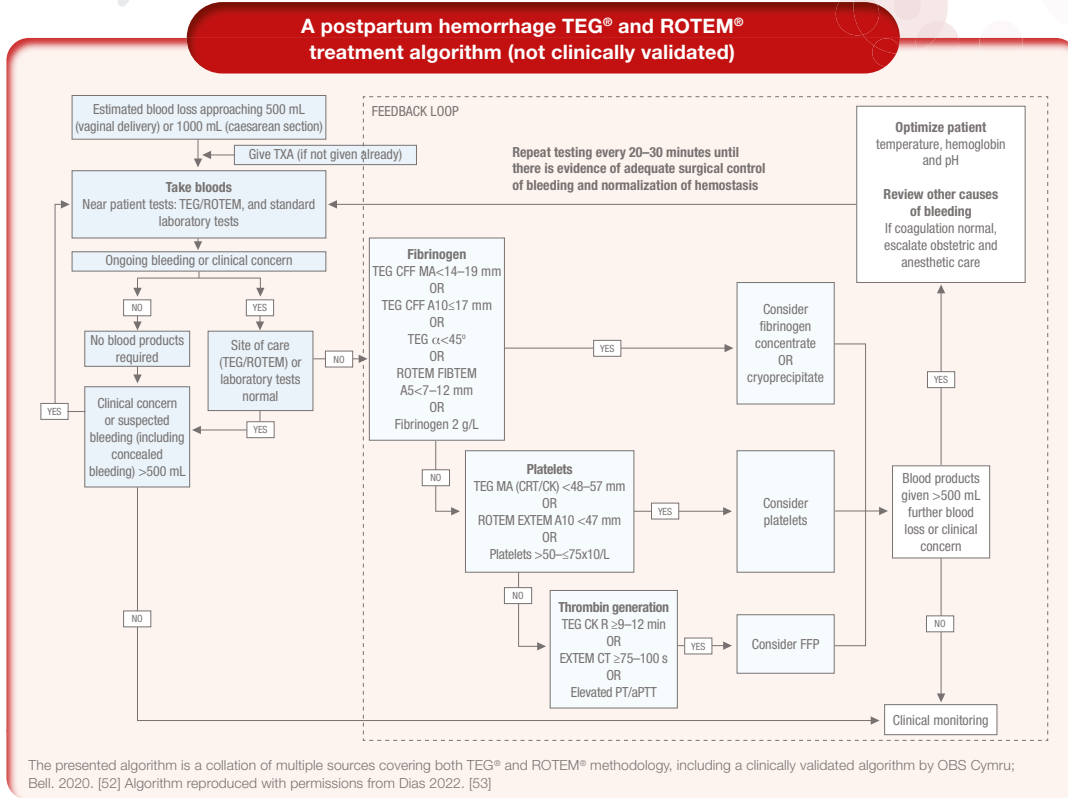 A postpartum hemorrhage TEG® and ROTEM®
treatment algorithm (not clinically validated)
Estimated blood loss approaching 500 mL
(vaginal delivery) or 1000 mL (caesarean section)
Give TXA (if not given already)
Take bloods
Near patient tests: TEG/ROTEM, and standard
laboratory tests
Ongoing bleeding or clinical concern
NO
YES
No blood products
required
Site of care
(TEG/ROTEM) or
laboratory tests
normal
NO
YES
YES
Clinical concern
or suspected
bleeding (including
concealed
bleeding) >500 mL
NO
FEEDBACK LOOP
Repeat testing every 20–30 minutes until
there is evidence of adequate surgical control
of bleeding and normalization of hemostasis
Optimize patient
temperature, hemoglobin
and pH
Review other causes
of bleeding
If coagulation normal,
escalate obstetric and
anesthetic care
Fibrinogen
TEG CFF MA<14–19 mm
OR
TEG CFF A10≤17 mm
OR
TEG α<45º
OR
ROTEM FIBTEM
A5<7–12 mm
OR
Fibrinogen 2 g/L
YES
Consider
fibrinogen
concentrate
OR
cryoprecipitate
NO
Platelets
TEG MA (CRT/CK) <48–57 mm
OR
ROTEM EXTEM A10 <47 mm
OR
Platelets >50–≤75x10/L
YES
Consider
platelets
NO
Thrombin generation
TEG CK R ≥9–12 min
OR
EXTEM CT ≥75–100 s
OR
Elevated PT/aPTT
YES
Consider FFP
YES
Blood products
given >500 mL
further blood
loss or clinical
concern
NO
Clinical monitoring
The presented algorithm is a collation of multiple sources covering both TEG® and ROTEM® methodology, including a clinically validated algorithm by OBS Cymru;
Bell. 2020. [52] Algorithm reproduced with permissions from Dias 2022. [53]